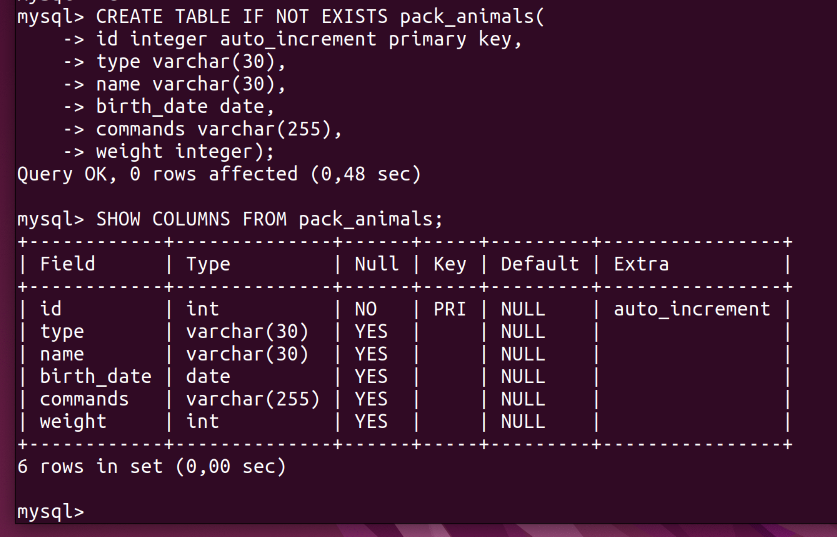 mysql> CREATE TABLE IF NOT EXISTS pack_animals(
    -> id integer auto_increment primary key,
    -> type varchar(30),
    -> name varchar(30),
    -> birth_date date,
    -> commands varchar(255),
    -> weight integer);
Query OK, 0 rows affected (0,48 sec)

mysql> SHOW COLUMNS FROM pack_animals;
+------------+--------------+------+-----+---------+----------------+
| Field      | Type         | Null | Key | Default | Extra          |
+------------+--------------+------+-----+---------+----------------+
| id         | int          | NO   | PRI | NULL    | auto_increment |
| type       | varchar(30)  | YES  |     | NULL    |                |
| name       | varchar(30)  | YES  |     | NULL    |                |
| birth_date | date         | YES  |     | NULL    |                |
| commands   | varchar(255) | YES  |     | NULL    |                |
| weight     | int          | YES  |     | NULL    |                |
+------------+--------------+------+-----+---------+----------------+
6 rows in set (0,00 sec)

mysql>